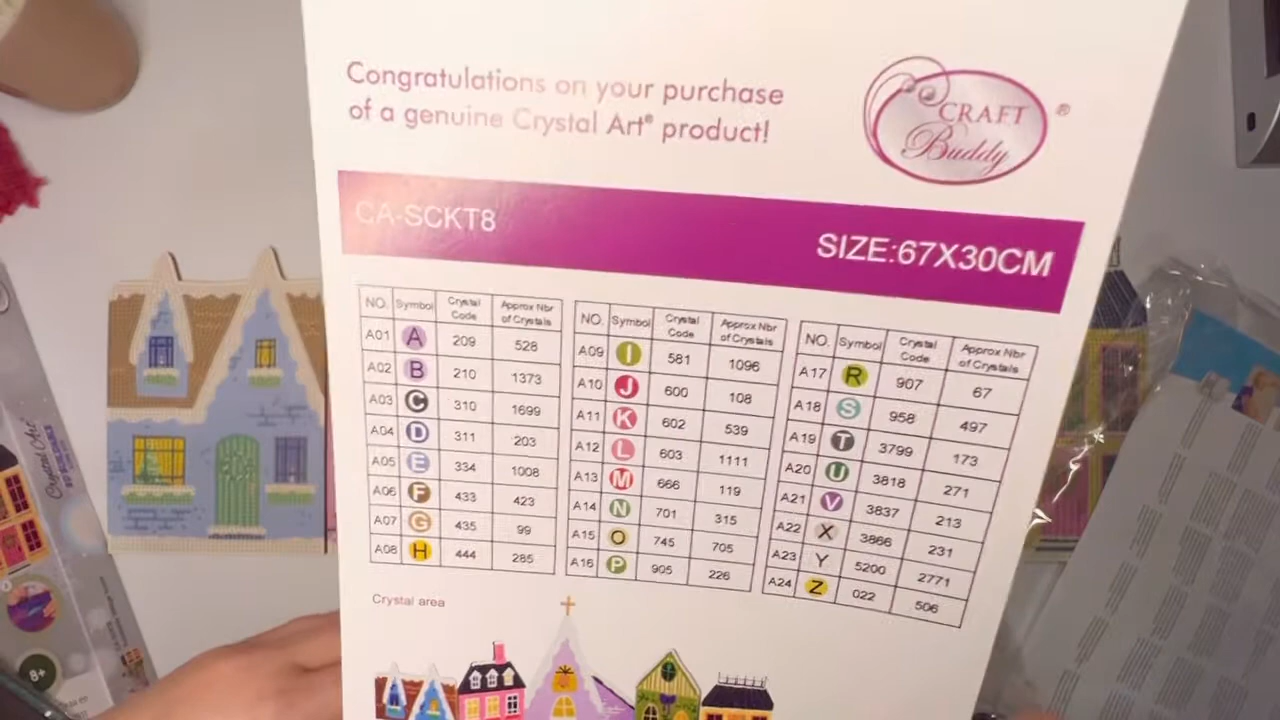 Congratulations on your purchase
of a genuine Crystal Art® product!
CRAFT
Buddy
®
CA-SCKT8
SIZE:67X30CM
NO. Symbol Crystal Code Approx Nbr of Crystals
A01 A 209 528
A02 B 210 1373
A03 C 310 1699
A04 D 311 203
A05 E 334 1008
A06 F 433 423
A07 G 435 99
A08 H 444 285
NO. Symbol Crystal Code Approx Nbr of Crystals
A09 I 581 1096
A10 J 600 108
A11 K 602 539
A12 L 603 1111
A13 M 666 119
A14 N 701 315
A15 O 745 705
A16 P 905 226
NO. Symbol Crystal Code Approx Nbr of Crystals
A17 R 907 67
A18 S 958 497
A19 T 3799 173
A20 U 3818 271
A21 V 3837 213
A22 X 3866 231
A23 Y 5200 2771
A24 Z 022 506
Crystal area
Crystal Art
8+